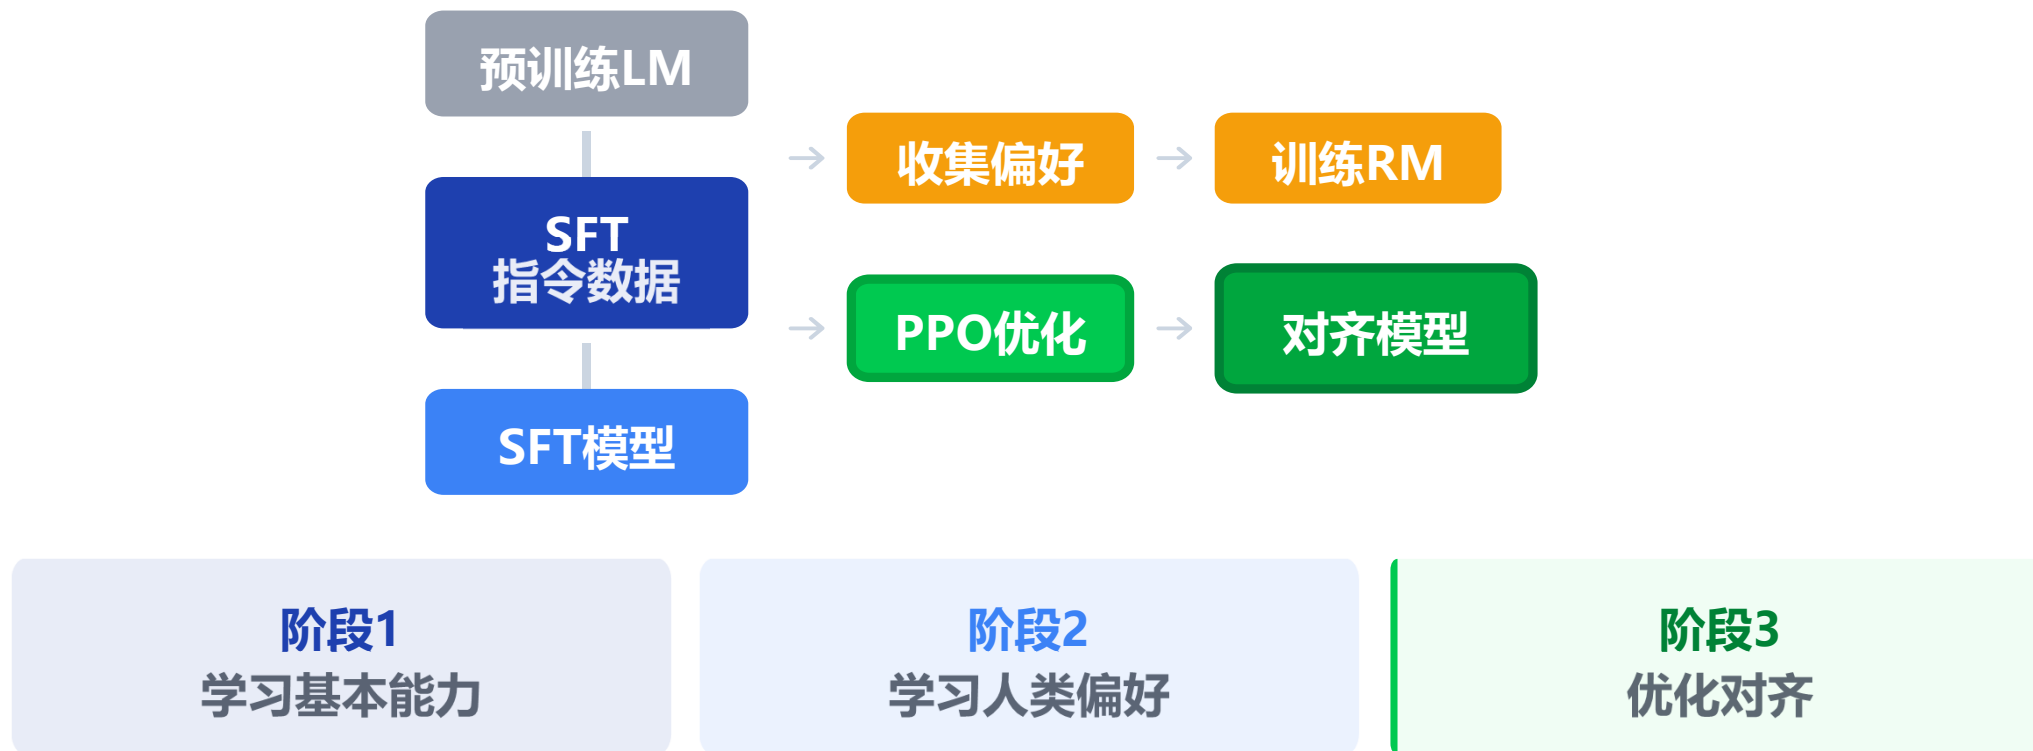 预训练LM
SFT
指令数据
SFT模型
收集偏好
训练RM
PPO优化
对齐模型
阶段1
学习基本能力
阶段2
学习人类偏好
阶段3
优化对齐